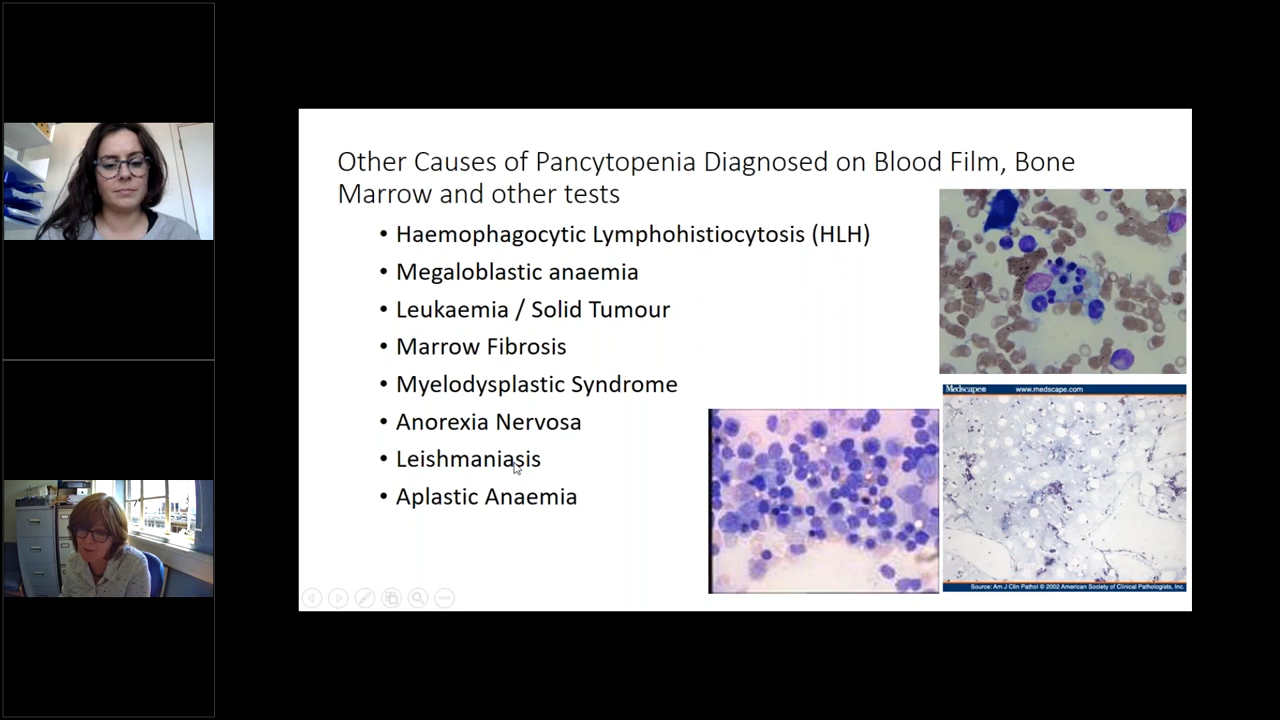 Other Causes of Pancytopenia Diagnosed on Blood Film, Bone
Marrow and other tests
• Haemophagocytic Lymphohistiocytosis (HLH)
• Megaloblastic anaemia
• Leukaemia / Solid Tumour
• Marrow Fibrosis
• Myelodysplastic Syndrome
• Anorexia Nervosa
• Leishmaniasis
• Aplastic Anaemia
Medscape® www.medscape.com
Source: Am J Clin Pathol © 2002 American Society of Clinical Pathologists, Inc.